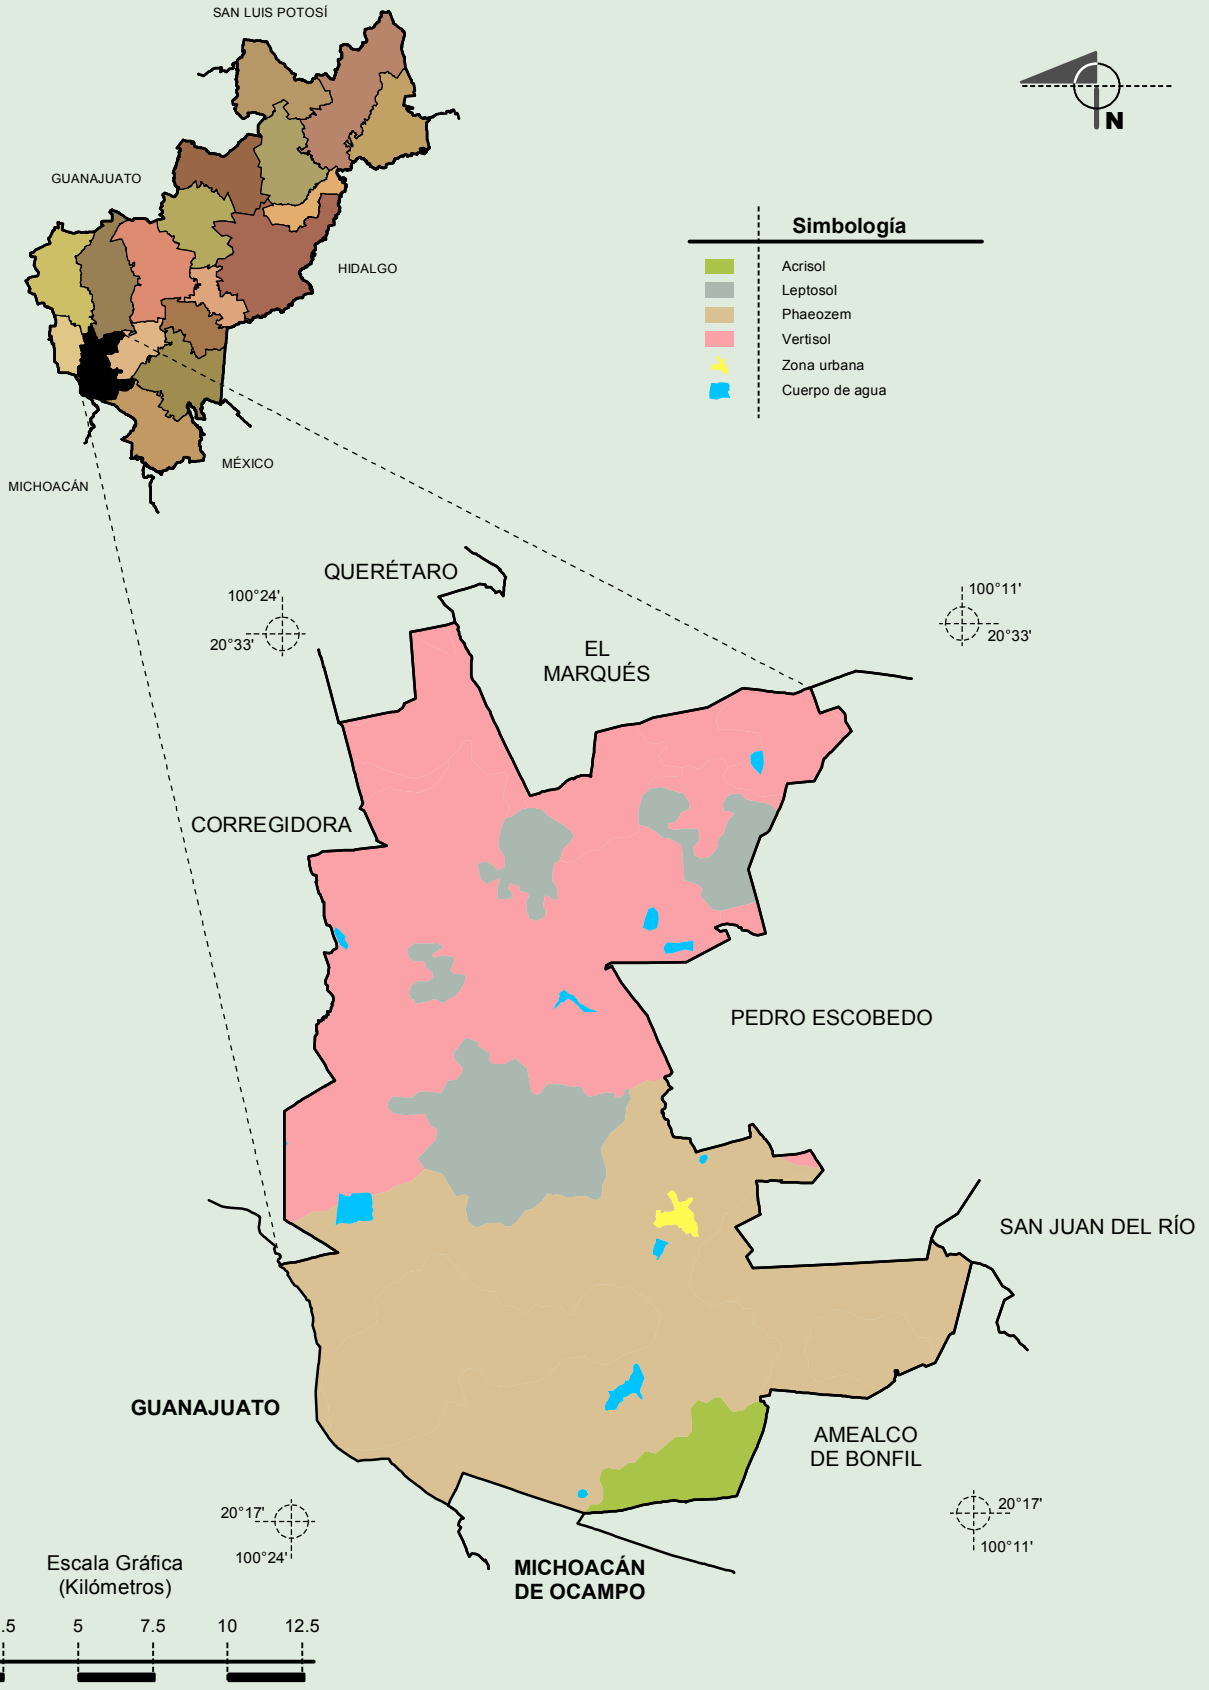 SAN LUIS POTOSÍ
GUANAJUATO
HIDALGO
MÉXICO
MICHOACÁN
N
Simbología
Acrisol
Leptosol
Phaeozem
Vertisol
Zona urbana
Cuerpo de agua
QUERÉTARO
100°24'
20°33'
EL
MARQUÉS
100°11'
20°33'
CORREGIDORA
PEDRO ESCOBEDO
SAN JUAN DEL RÍO
GUANAJUATO
AMEALCO
DE BONFIL
20°17'
100°24'
20°17'
100°11'
MICHOACÁN
DE OCAMPO
Escala Gráfica
(Kilómetros)
.5 5 7.5 10 12.5